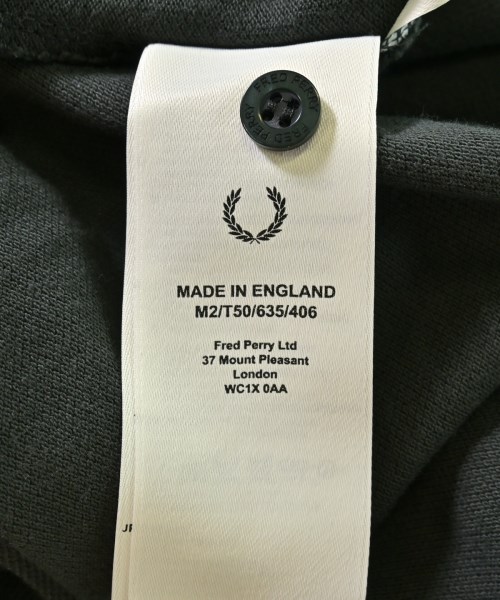 FRED PERRY
FRED PERRY
MADE IN ENGLAND
M2/T50/635/406
Fred Perry Ltd
37 Mount Pleasant
London
WC1X 0AA